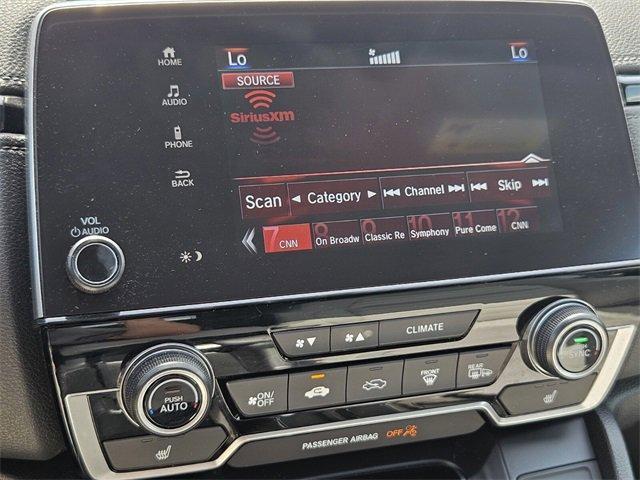 Lo Lo
HOME
SOURCE
AUDIO
SiriusXM
PHONE
BACK
Scan Category Channel Skip
7 CNN 8 On Broadw 9 Classic Re 10 Symphony 11 Pure Come 12 CNN
VOL
AUDIO
CLIMATE
PUSH
AUTO
ON/
OFF
FRONT
REAR
SYNC
PASSENGER AIRBAG OFF